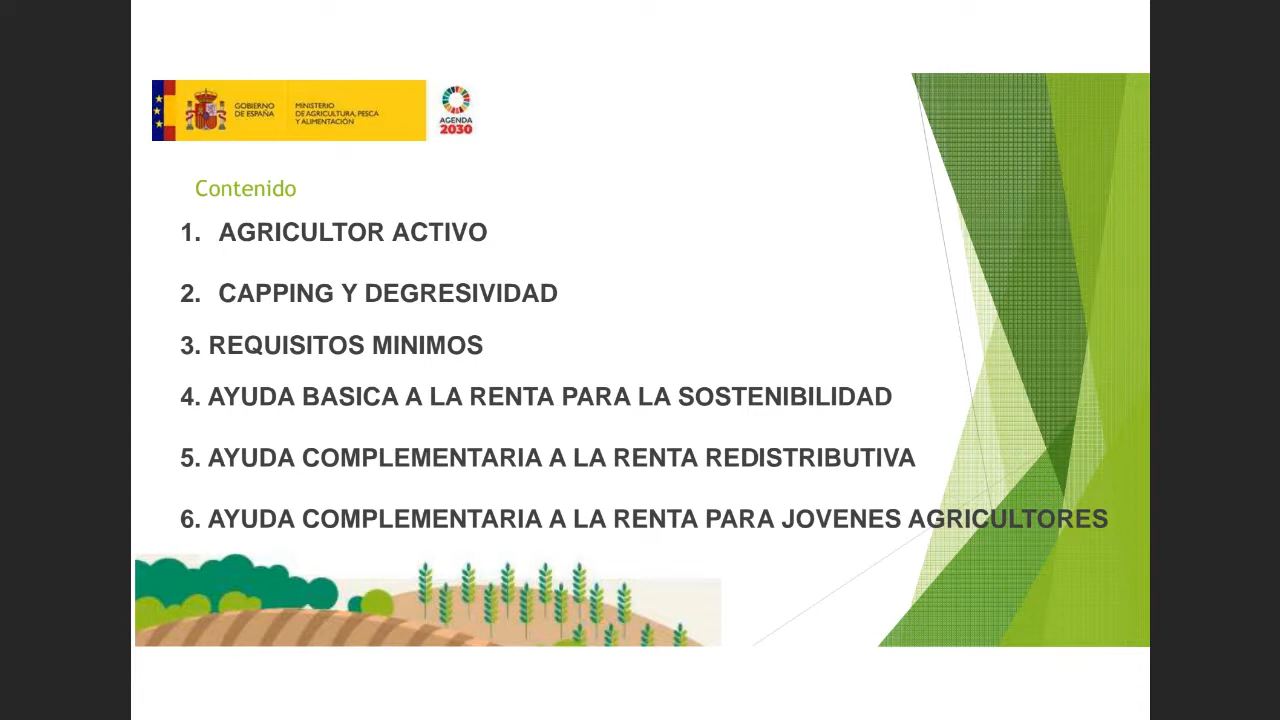 GOBIERNO
DE ESPAÑA
MINISTERIO
DE AGRICULTURA, PESCA
Y ALIMENTACIÓN
AGENDA
2030
Contenido
1. AGRICULTOR ACTIVO
2. CAPPING Y DEGRESIVIDAD
3. REQUISITOS MINIMOS
4. AYUDA BASICA A LA RENTA PARA LA SOSTENIBILIDAD
5. AYUDA COMPLEMENTARIA A LA RENTA REDISTRIBUTIVA
6. AYUDA COMPLEMENTARIA A LA RENTA PARA JOVENES AGRICULTORES